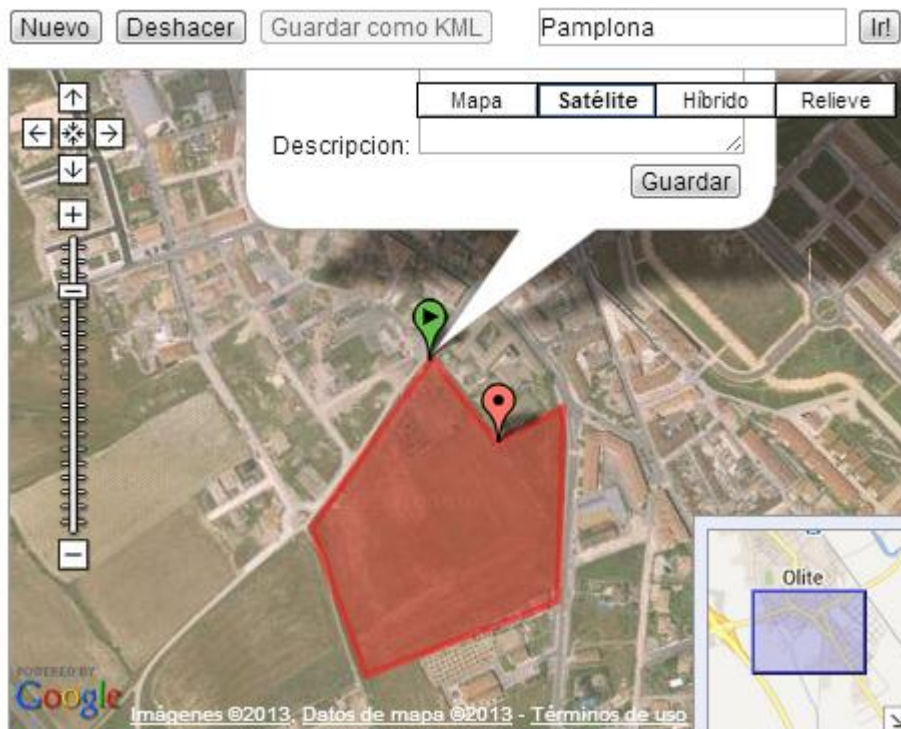 Nuevo Deshacer Guardar como KML Pamplona Ir!
Mapa Satélite Híbrido Relieve
Descripcion:
Guardar
Olite
POWERED BY
Google
Imágenes ©2013, Datos de mapa ©2013 - Términos de uso